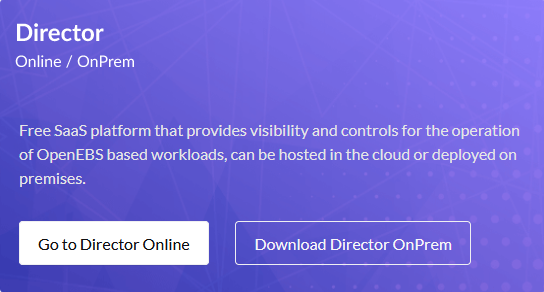 Director
Online / OnPrem
Free SaaS platform that provides visibility and controls for the operation
of OpenEBS based workloads, can be hosted in the cloud or deployed on
premises.
Go to Director Online
Download Director OnPrem